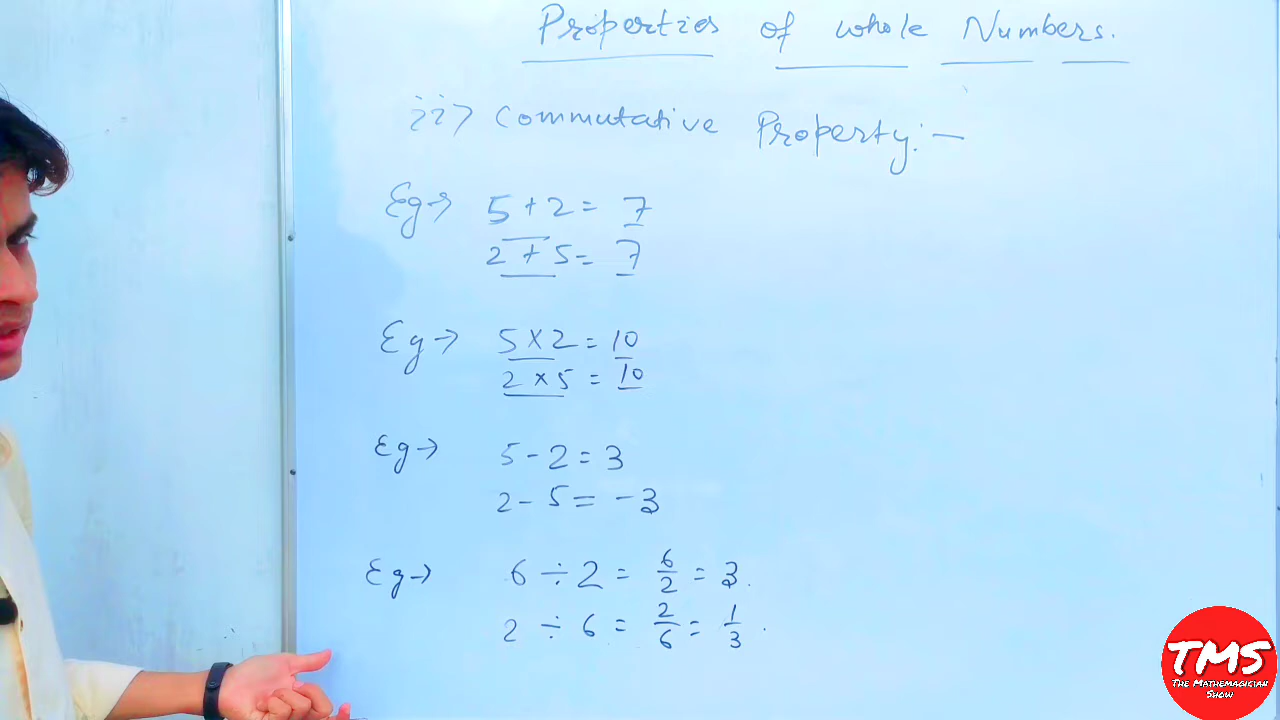 Properties of whole Numbers.
ii) Commutative Property:-
Eg→ 5+2= 7
2+5= 7
Eg→ 5×2=10
2×5=10
Eg→ 5-2=3
2-5=-3
Eg→ 6÷2= 6/2 = 3.
2÷6= 2/6 = 1/3.
TMS
The Mathemagician
Show